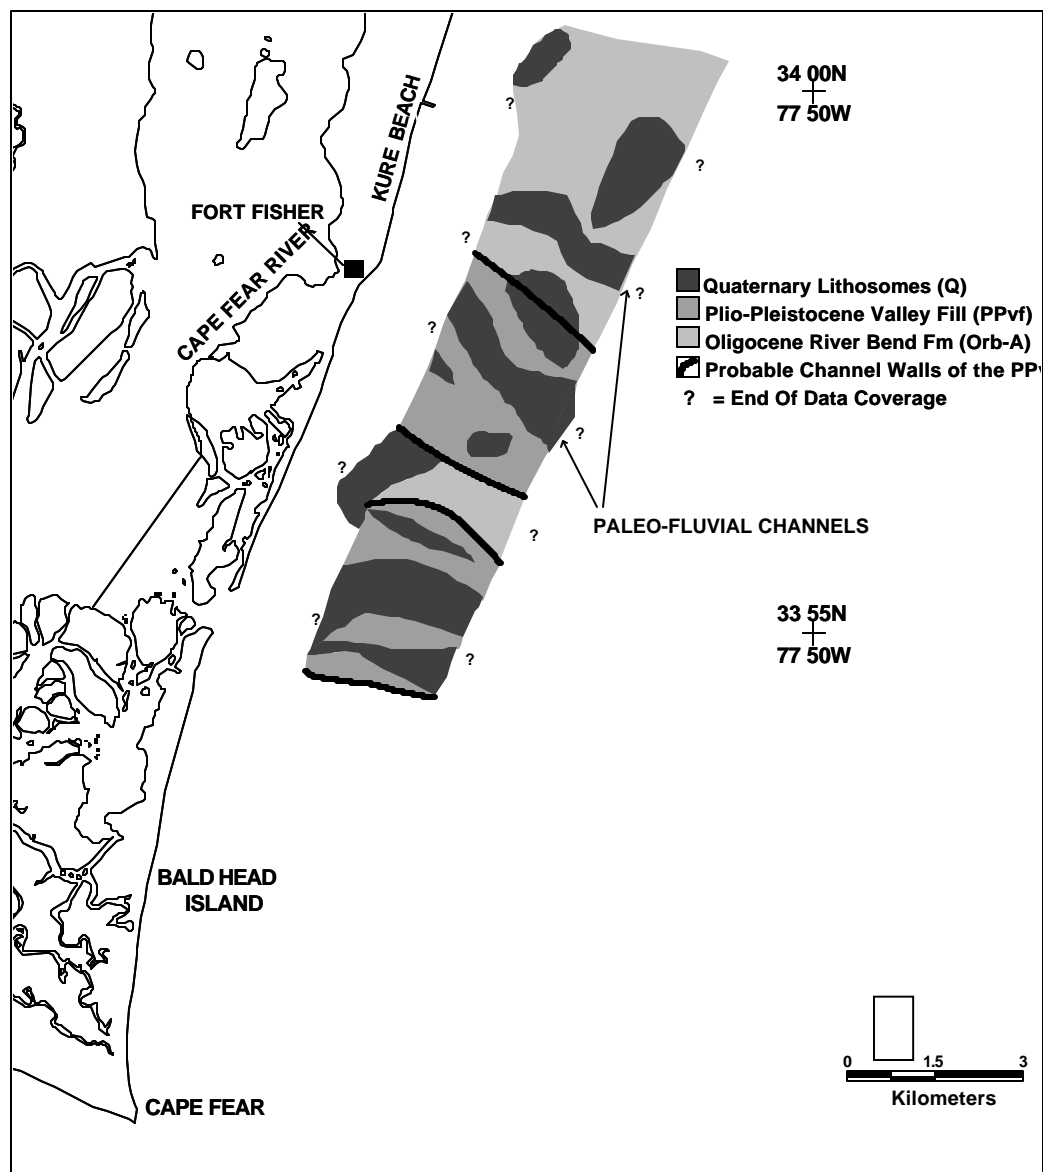 34 00N
77 50W
KURE BEACH
FORT FISHER
CAPE FEAR RIVER
?
?
?
?
?
?
?
?
?
?
?
Quaternary Lithosomes (Q)
Plio-Pleistocene Valley Fill (PPvf)
Oligocene River Bend Fm (Orb-A)
Probable Channel Walls of the PPv
? = End Of Data Coverage
PALEO-FLUVIAL CHANNELS
33 55N
77 50W
BALD HEAD
ISLAND
CAPE FEAR
0 1.5 3
Kilometers